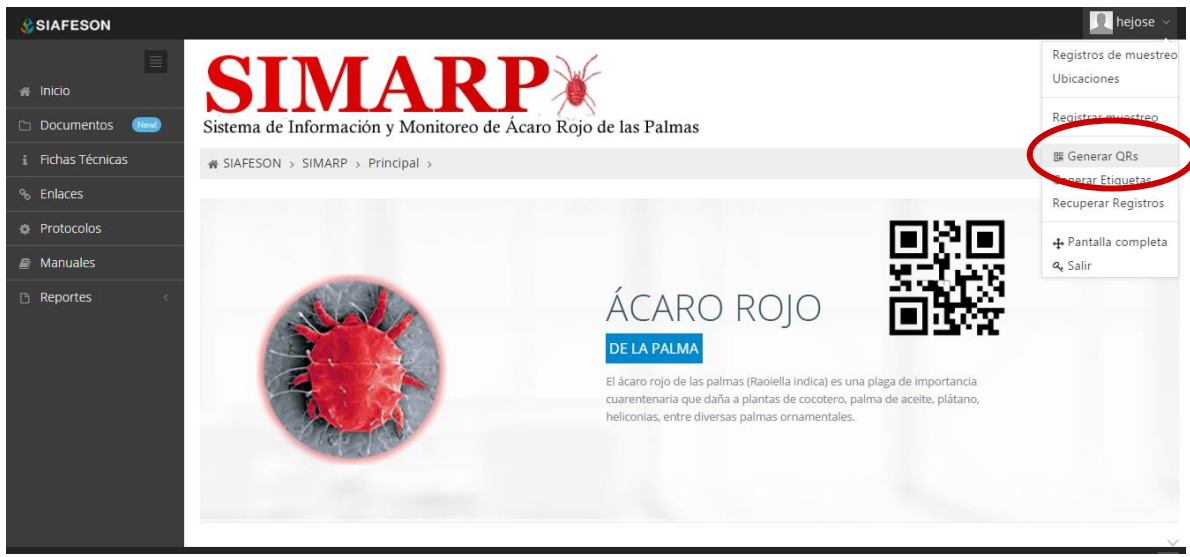 SIAFESON
hejose
Inicio
Documentos New!
Fichas Técnicas
Enlaces
Protocolos
Manuales
Reportes
SIMARP
Sistema de Información y Monitoreo de Ácaro Rojo de las Palmas
SIAFESON > SIMARP > Principal >
Registros de muestreo
Ubicaciones
Registrar muestreo
Generar QRs
Generar Etiquetas
Recuperar Registros
Pantalla completa
Salir
ÁCARO ROJO
DE LA PALMA
El ácaro rojo de las palmas (Raoiella indica) es una plaga de importancia
cuarentenaria que daña a plantas de cocotero, palma de aceite, plátano,
heliconias, entre diversas palmas ornamentales.